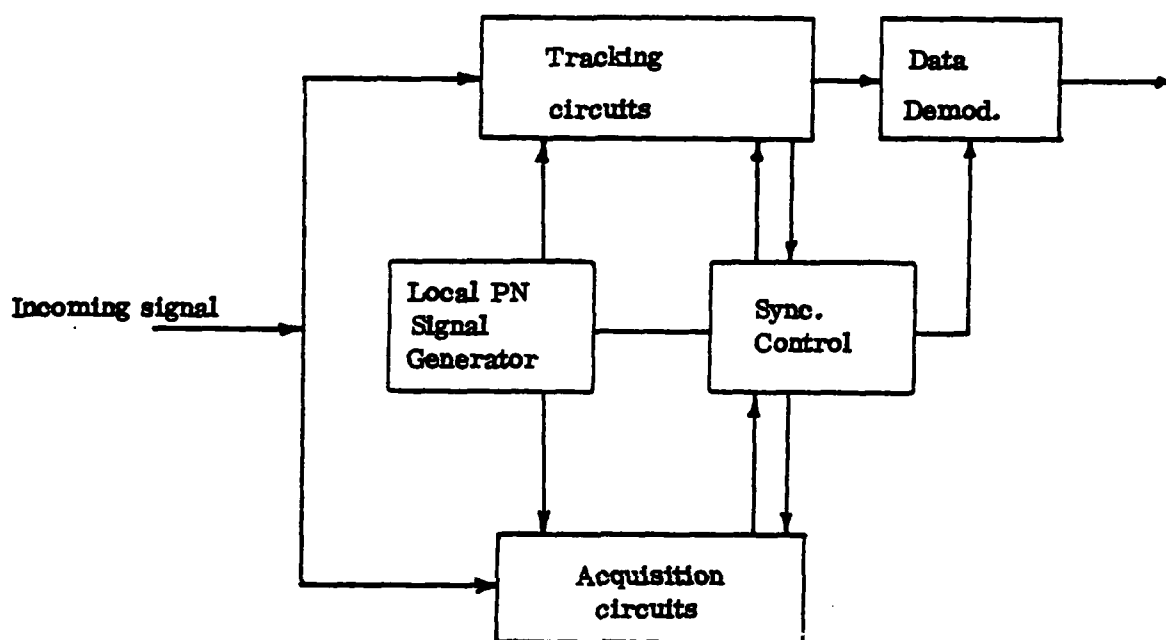 Tracking
circuits
Data
Demod.
Incoming signal
Local PN
Signal
Generator
Sync.
Control
Acquisition
circuits